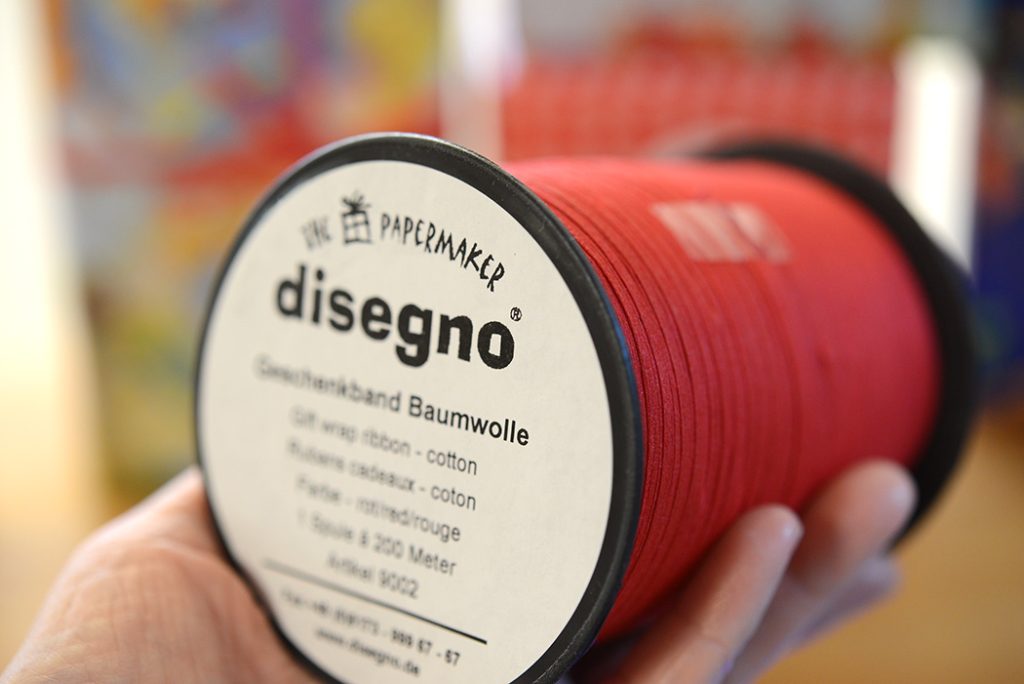 THE PAPERMAKER
disegno®
Geschenkband Baumwolle
Gift wrap ribbon - cotton
Rubans cadeaux - coton
Farbe - rot/red/rouge
1 Spule à 200 Meter
Artikel 9002
www.disegno.de